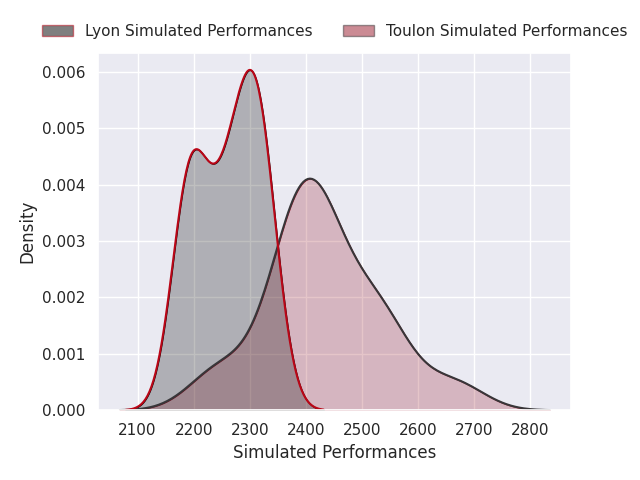 Lyon Simulated Performances Toulon Simulated Performances
0.006
0.005
0.004
0.003
0.002
0.001
0.000
Density
2100 2200 2300 2400 2500 2600 2700 2800
Simulated Performances